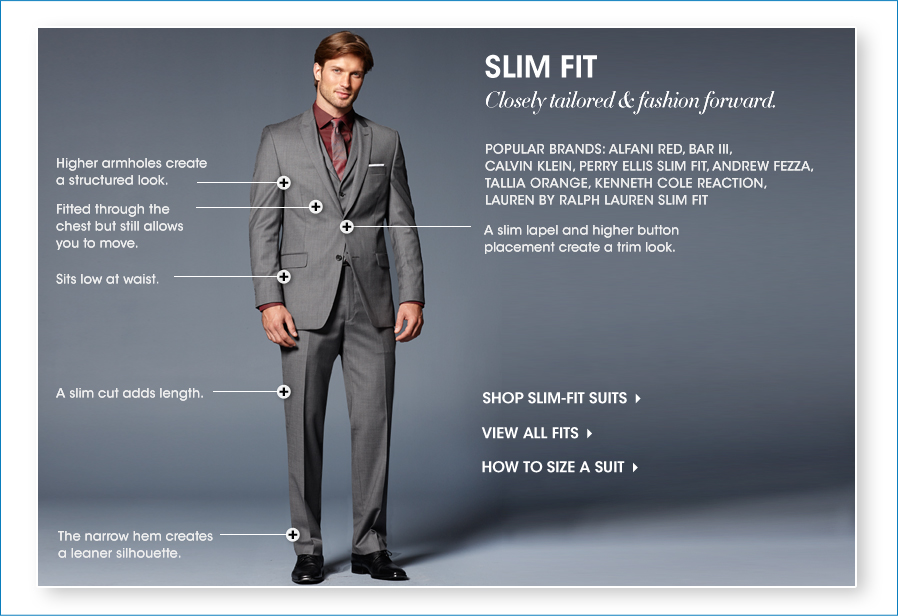 SLIM FIT
Closely tailored & fashion forward.
POPULAR BRANDS: ALFANI RED, BAR III,
CALVIN KLEIN, PERRY ELLIS SLIM FIT, ANDREW FEZZA,
TALLIA ORANGE, KENNETH COLE REACTION,
LAUREN BY RALPH LAUREN SLIM FIT
Higher armholes create
a structured look.
Fitted through the
chest but still allows
you to move.
A slim lapel and higher button
placement create a trim look.
Sits low at waist.
A slim cut adds length.
SHOP SLIM-FIT SUITS
VIEW ALL FITS
HOW TO SIZE A SUIT
The narrow hem creates
a leaner silhouette.